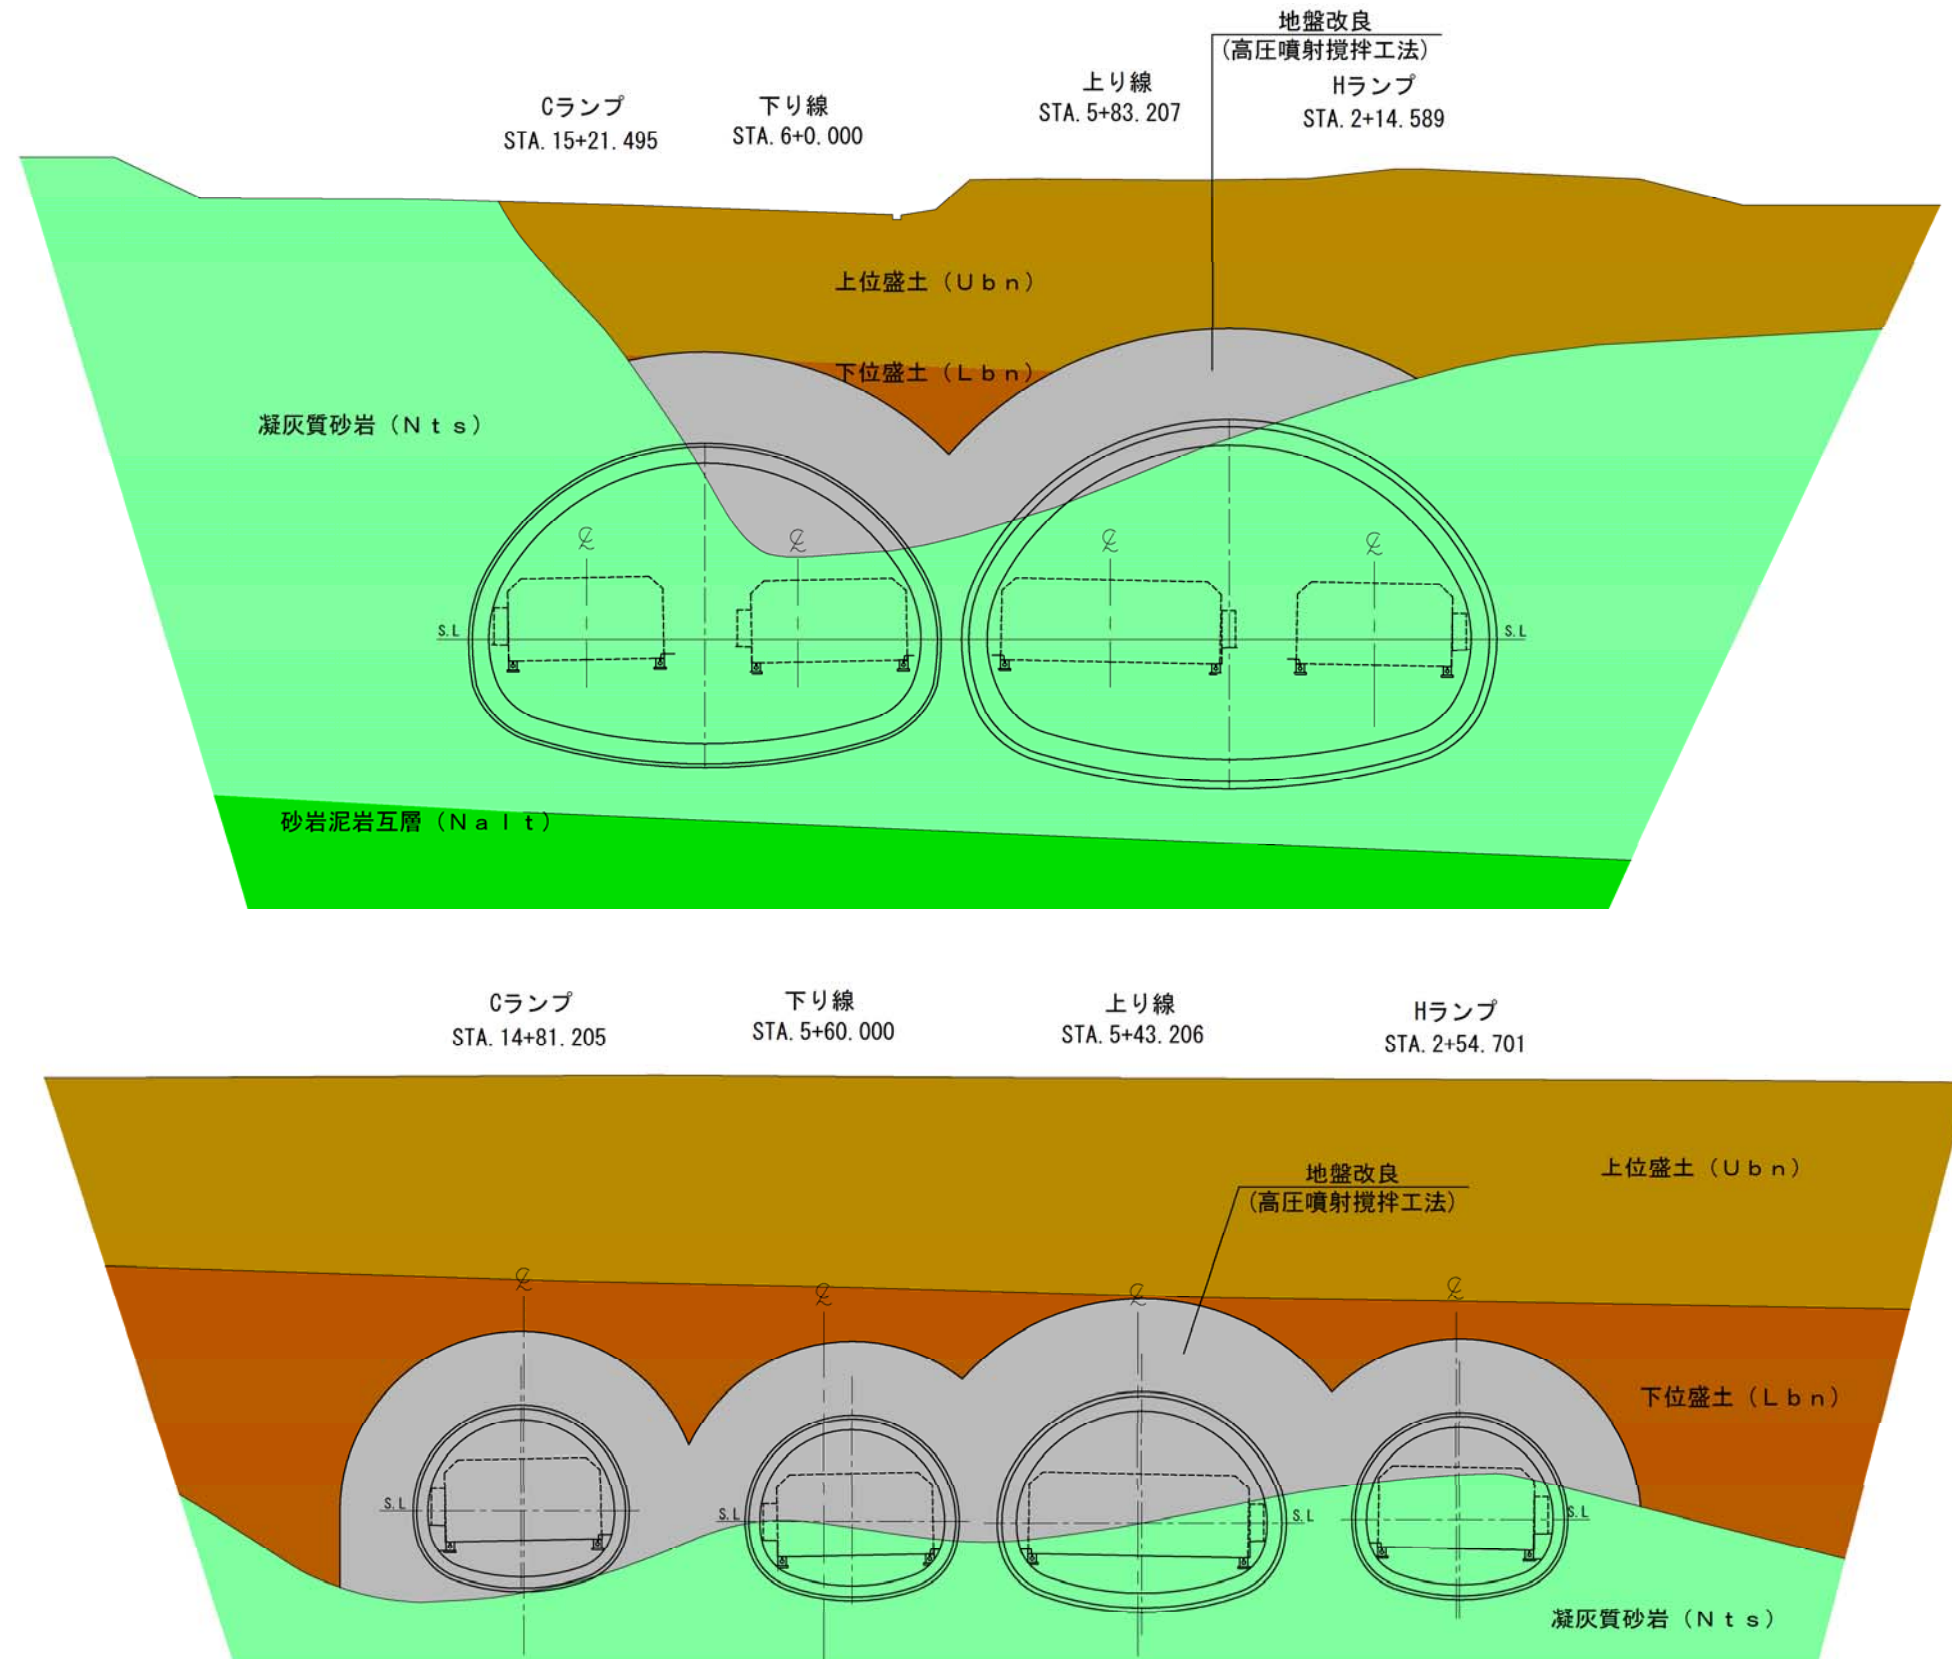 地盤改良
(高圧噴射撹拌工法)
Cランプ
STA. 15+21.495
下り線
STA. 6+0.000
上り線
STA. 5+83.207
Hランプ
STA. 2+14.589
上位盛土（Ｕｂｎ）
下位盛土（Ｌｂｎ）
凝灰質砂岩（Ｎｔｓ）
℄
℄
℄
℄
S.L
S.L
砂岩泥岩互層（Ｎａｌｔ）
Cランプ
STA. 14+81.205
下り線
STA. 5+60.000
上り線
STA. 5+43.206
Hランプ
STA. 2+54.701
地盤改良
(高圧噴射撹拌工法)
上位盛土（Ｕｂｎ）
℄
℄
℄
℄
下位盛土（Ｌｂｎ）
S.L
S.L
S.L
S.L
凝灰質砂岩（Ｎｔｓ）